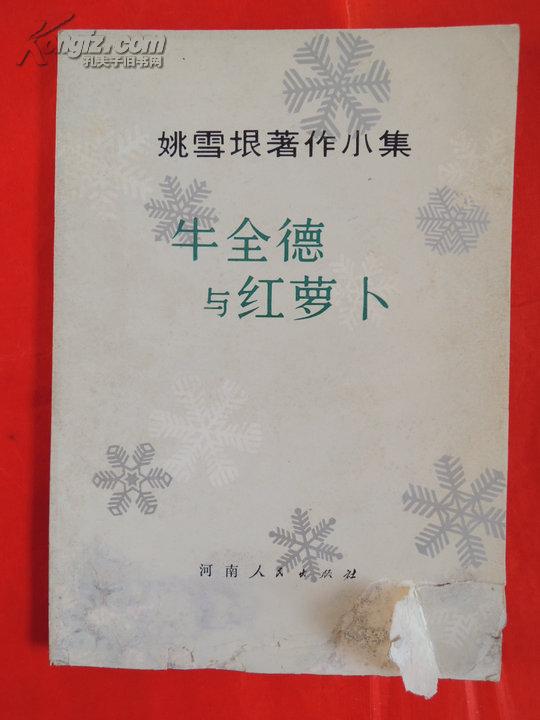 Kongfz.com
孔夫子旧书网
姚雪垠著作小集
牛全德
与红萝卜
河南人民出版社